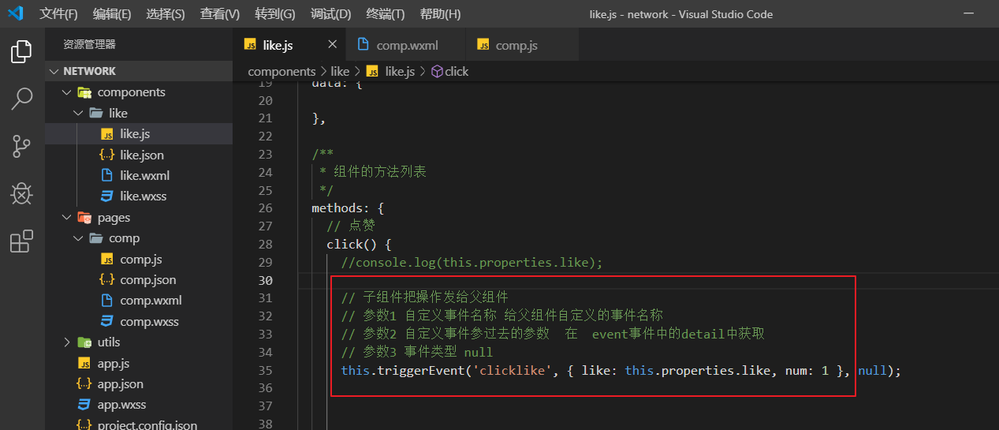 文件(F) 编辑(E) 选择(S) 查看(V) 转到(G) 调试(D) 终端(T) 帮助(H) like.js - network - Visual Studio Code
资源管理器
NETWORK
components
like
like.js
like.json
like.wxml
like.wxss
pages
comp
comp.js
comp.json
comp.wxml
comp.wxss
utils
app.js
app.json
app.wxss
project.config.json
like.js comp.wxml comp.js
components > like > like.js > click
19 data: {
20
21 },
22
23 /**
24 * 组件的方法列表
25 */
26 methods: {
27 // 点赞
28 click() {
29 //console.log(this.properties.like);
30
31 // 子组件把操作发给父组件
32 // 参数1 自定义事件名称 给父组件自定义的事件名称
33 // 参数2 自定义事件参过去的参数 在 event事件中的detail中获取
34 // 参数3 事件类型 null
35 this.triggerEvent('clicklike', { like: this.properties.like, num: 1 }, null);
36
37
38